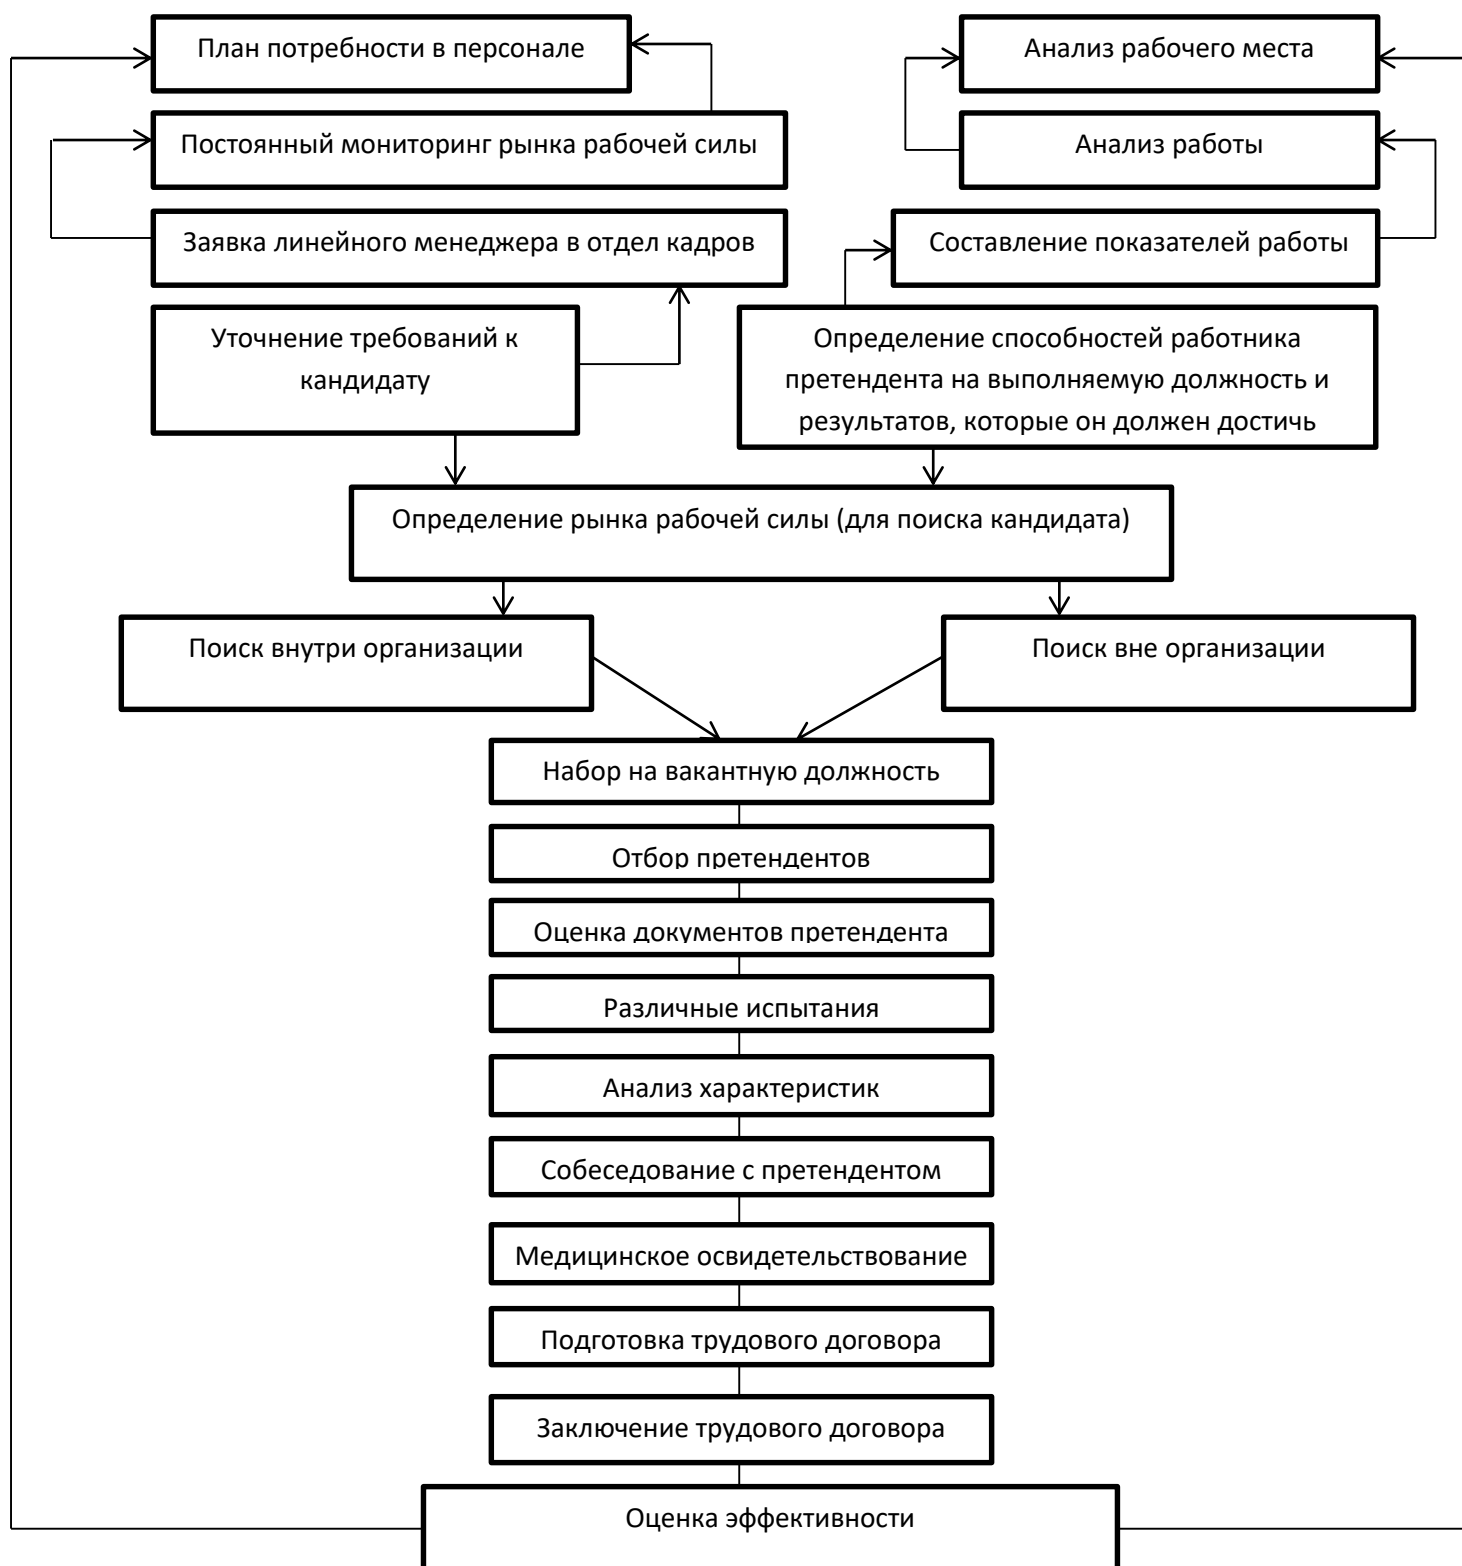 План потребности в персонале
Анализ рабочего места
Постоянный мониторинг рынка рабочей силы
Анализ работы
Заявка линейного менеджера в отдел кадров
Составление показателей работы
Уточнение требований к
кандидату
Определение способностей работника
претендента на выполняемую должность и
результатов, которые он должен достичь
Определение рынка рабочей силы (для поиска кандидата)
Поиск внутри организации
Поиск вне организации
Набор на вакантную должность
Отбор претендентов
Оценка документов претендента
Различные испытания
Анализ характеристик
Собеседование с претендентом
Медицинское освидетельствование
Подготовка трудового договора
Заключение трудового договора
Оценка эффективности